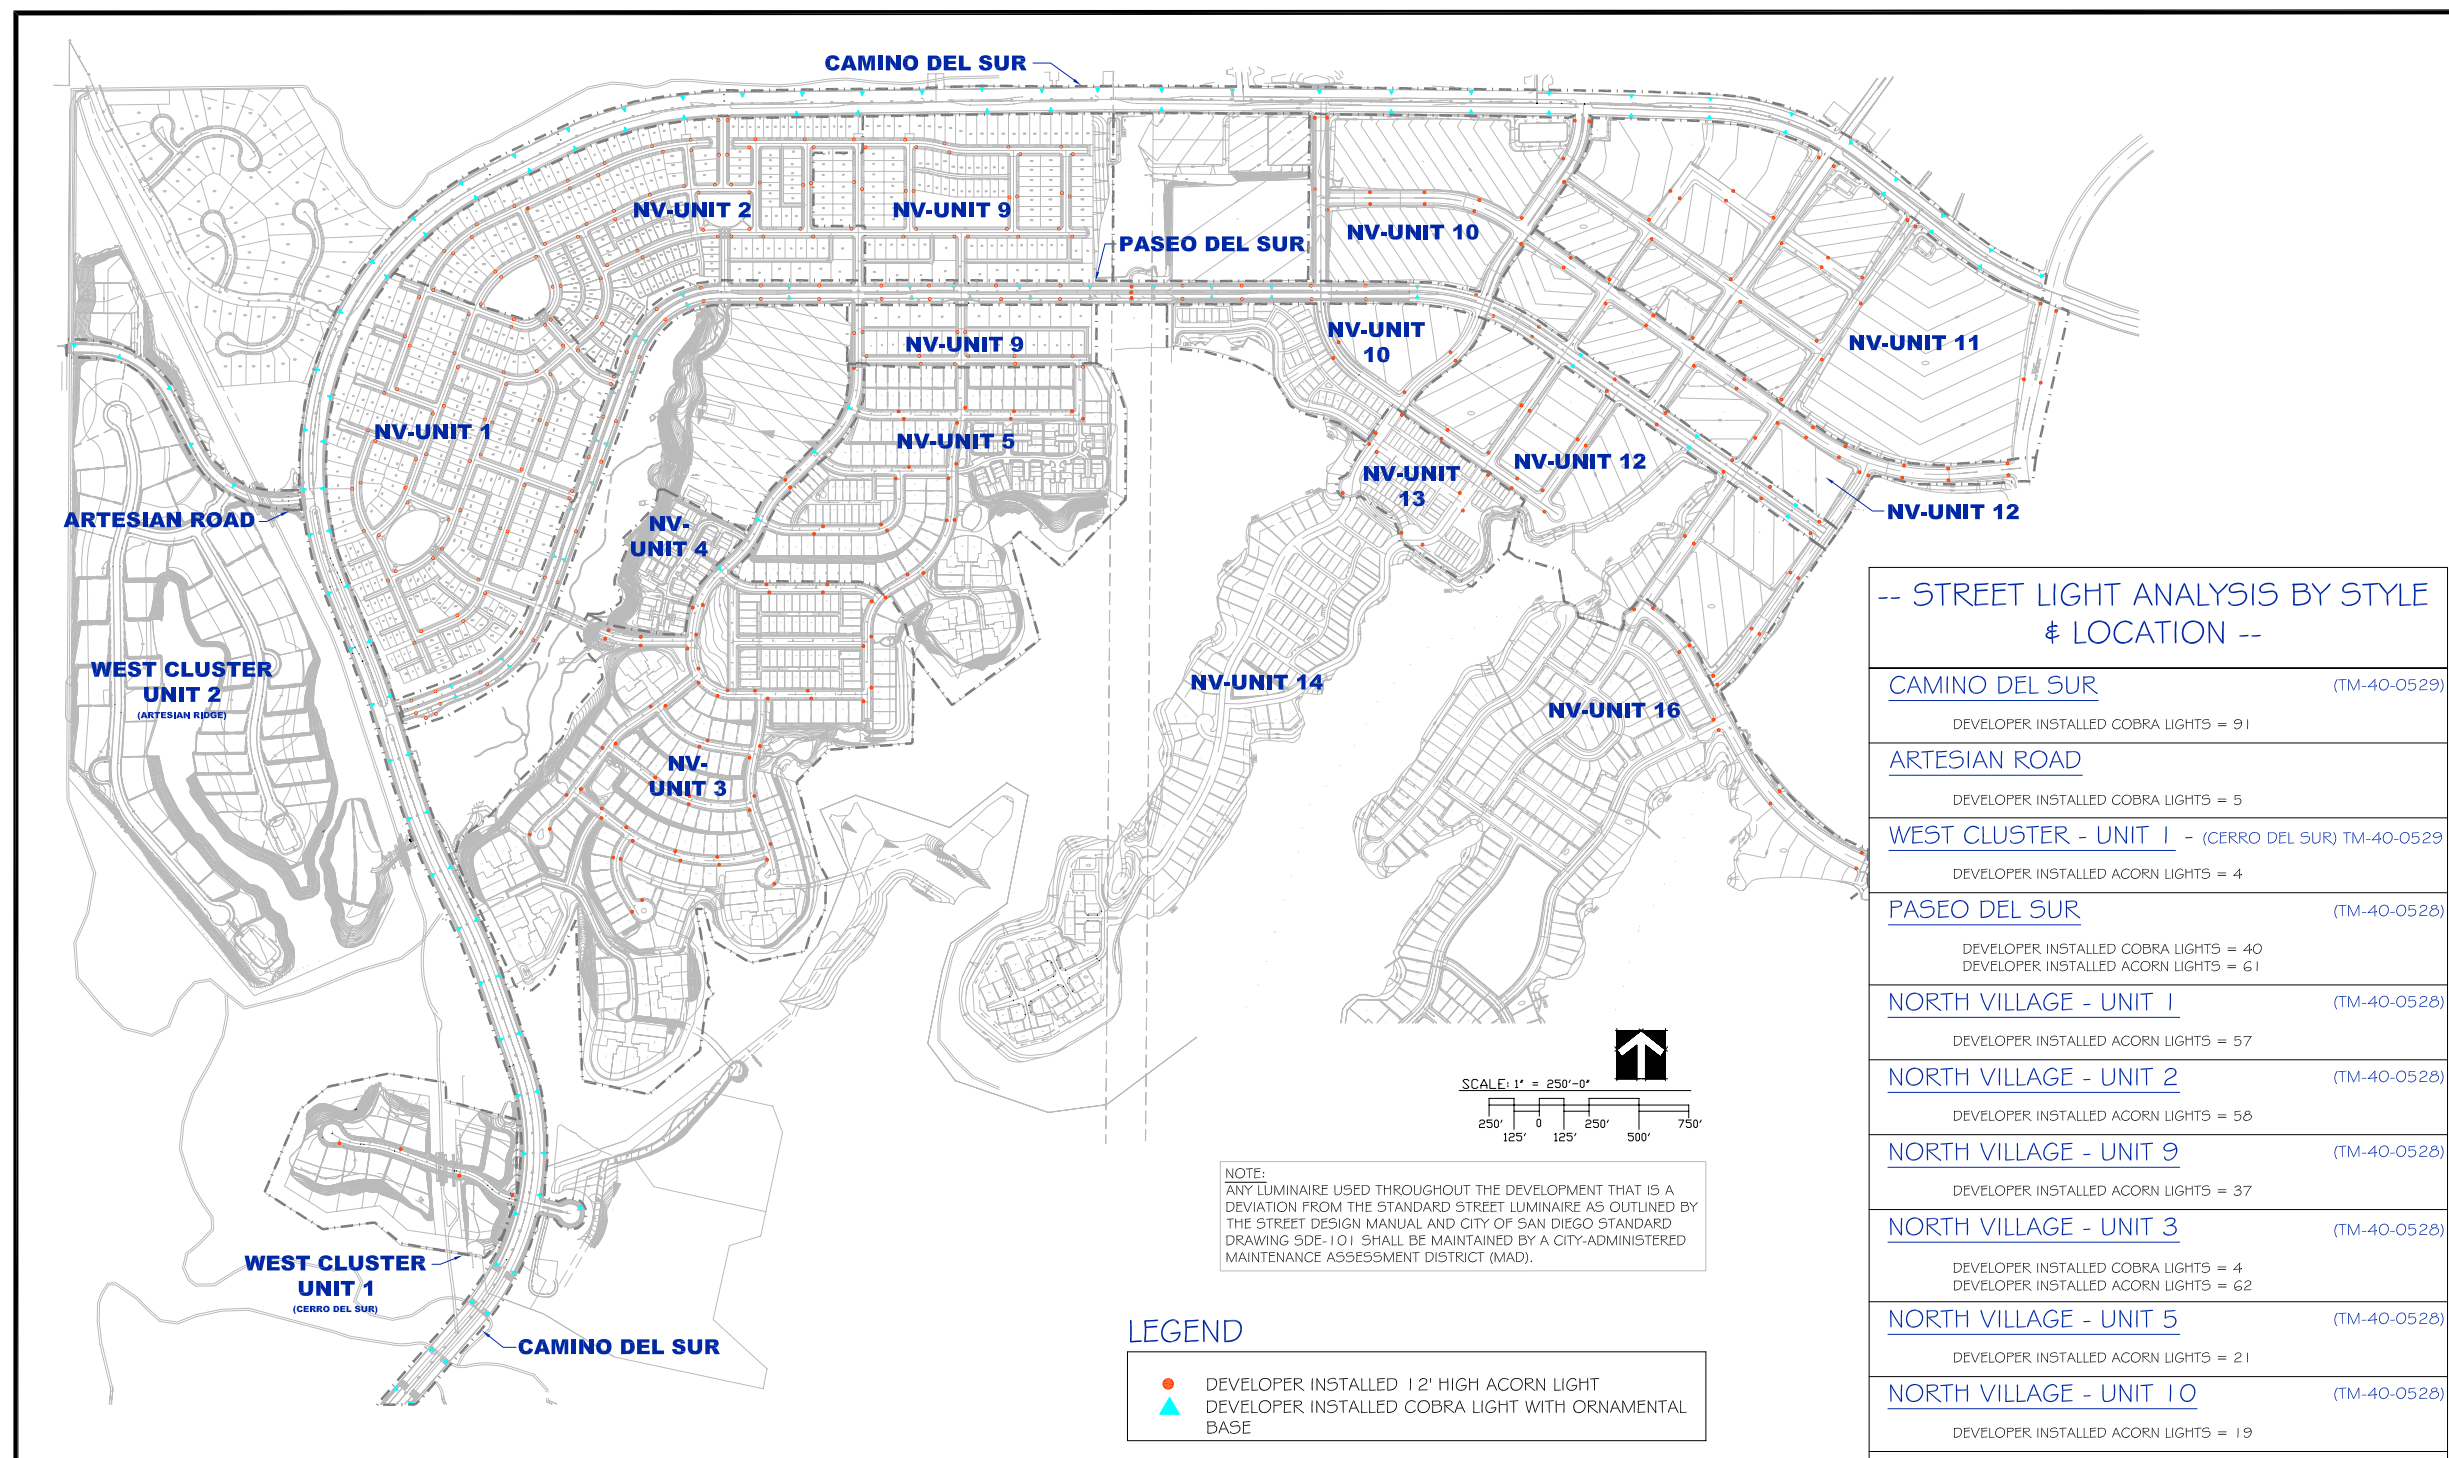 CAMINO DEL SUR
NV-UNIT 2
NV-UNIT 9
NV-UNIT 10
PASEO DEL SUR
NV-UNIT
10
NV-UNIT 9
NV-UNIT 11
NV-UNIT 1
NV-UNIT 5
NV-UNIT 12
NV-UNIT
13
ARTESIAN ROAD
NV-
UNIT 4
NV-UNIT 12
WEST CLUSTER
UNIT 2
(ARTESIAN RIDGE)
NV-UNIT 14
NV-UNIT 16
NV-
UNIT 3
WEST CLUSTER
UNIT 1
(CERRO DEL SUR)
CAMINO DEL SUR
SCALE: 1" = 250'-0"
250' 0 250' 750'
125' 125' 500'
NOTE:
ANY LUMINAIRE USED THROUGHOUT THE DEVELOPMENT THAT IS A
DEVIATION FROM THE STANDARD STREET LUMINAIRE AS OUTLINED BY
THE STREET DESIGN MANUAL AND CITY OF SAN DIEGO STANDARD
DRAWING SDE-101 SHALL BE MAINTAINED BY A CITY-ADMINISTERED
MAINTENANCE ASSESSMENT DISTRICT (MAD).
LEGEND
DEVELOPER INSTALLED 12' HIGH ACORN LIGHT
DEVELOPER INSTALLED COBRA LIGHT WITH ORNAMENTAL
BASE
-- STREET LIGHT ANALYSIS BY STYLE
& LOCATION --
CAMINO DEL SUR (TM-40-0529)
DEVELOPER INSTALLED COBRA LIGHTS = 91
ARTESIAN ROAD
DEVELOPER INSTALLED COBRA LIGHTS = 5
WEST CLUSTER - UNIT 1 - (CERRO DEL SUR) TM-40-0529
DEVELOPER INSTALLED ACORN LIGHTS = 4
PASEO DEL SUR (TM-40-0528)
DEVELOPER INSTALLED COBRA LIGHTS = 40
DEVELOPER INSTALLED ACORN LIGHTS = 61
NORTH VILLAGE - UNIT 1 (TM-40-0528)
DEVELOPER INSTALLED ACORN LIGHTS = 57
NORTH VILLAGE - UNIT 2 (TM-40-0528)
DEVELOPER INSTALLED ACORN LIGHTS = 58
NORTH VILLAGE - UNIT 9 (TM-40-0528)
DEVELOPER INSTALLED ACORN LIGHTS = 37
NORTH VILLAGE - UNIT 3 (TM-40-0528)
DEVELOPER INSTALLED COBRA LIGHTS = 4
DEVELOPER INSTALLED ACORN LIGHTS = 62
NORTH VILLAGE - UNIT 5 (TM-40-0528)
DEVELOPER INSTALLED ACORN LIGHTS = 21
NORTH VILLAGE - UNIT 10 (TM-40-0528)
DEVELOPER INSTALLED ACORN LIGHTS = 19